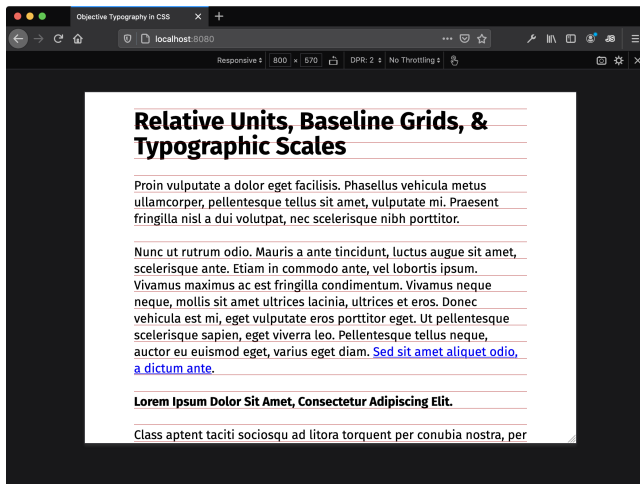 Objective Typography in CSS
localhost:8080
Responsive 800 × 570 DPR: 2 No Throttling
Relative Units, Baseline Grids, &
Typographic Scales
Proin vulputate a dolor eget facilisis. Phasellus vehicula metus
ullamcorper, pellentesque tellus sit amet, vulputate mi. Praesent
fringilla nisl a dui volutpat, nec scelerisque nibh porttitor.
Nunc ut rutrum odio. Mauris a ante tincidunt, luctus augue sit amet,
scelerisque ante. Etiam in commodo ante, vel lobortis ipsum.
Vivamus maximus ac est fringilla condimentum. Vivamus neque
neque, mollis sit amet ultrices lacinia, ultrices et eros. Donec
vehicula est mi, eget vulputate eros porttitor eget. Ut pellentesque
scelerisque sapien, eget viverra leo. Pellentesque tellus neque,
auctor eu euismod eget, varius eget diam. Sed sit amet aliquet odio,
a dictum ante.
Lorem Ipsum Dolor Sit Amet, Consectetur Adipiscing Elit.
Class aptent taciti sociosqu ad litora torquent per conubia nostra, per